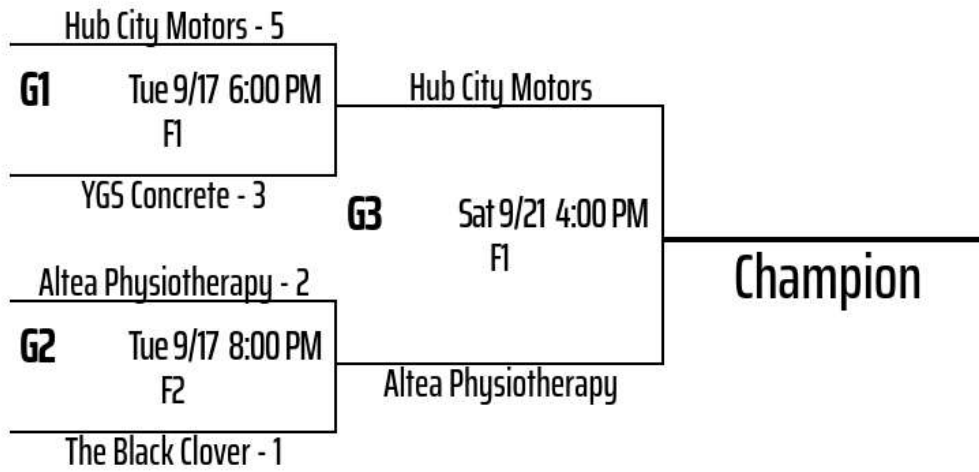 Hub City Motors - 5
G1 Tue 9/17 6:00 PM
F1
YGS Concrete - 3
Altea Physiotherapy - 2
G2 Tue 9/17 8:00 PM
F2
The Black Clover - 1
Hub City Motors
G3 Sat 9/21 4:00 PM
F1
Altea Physiotherapy
Champion